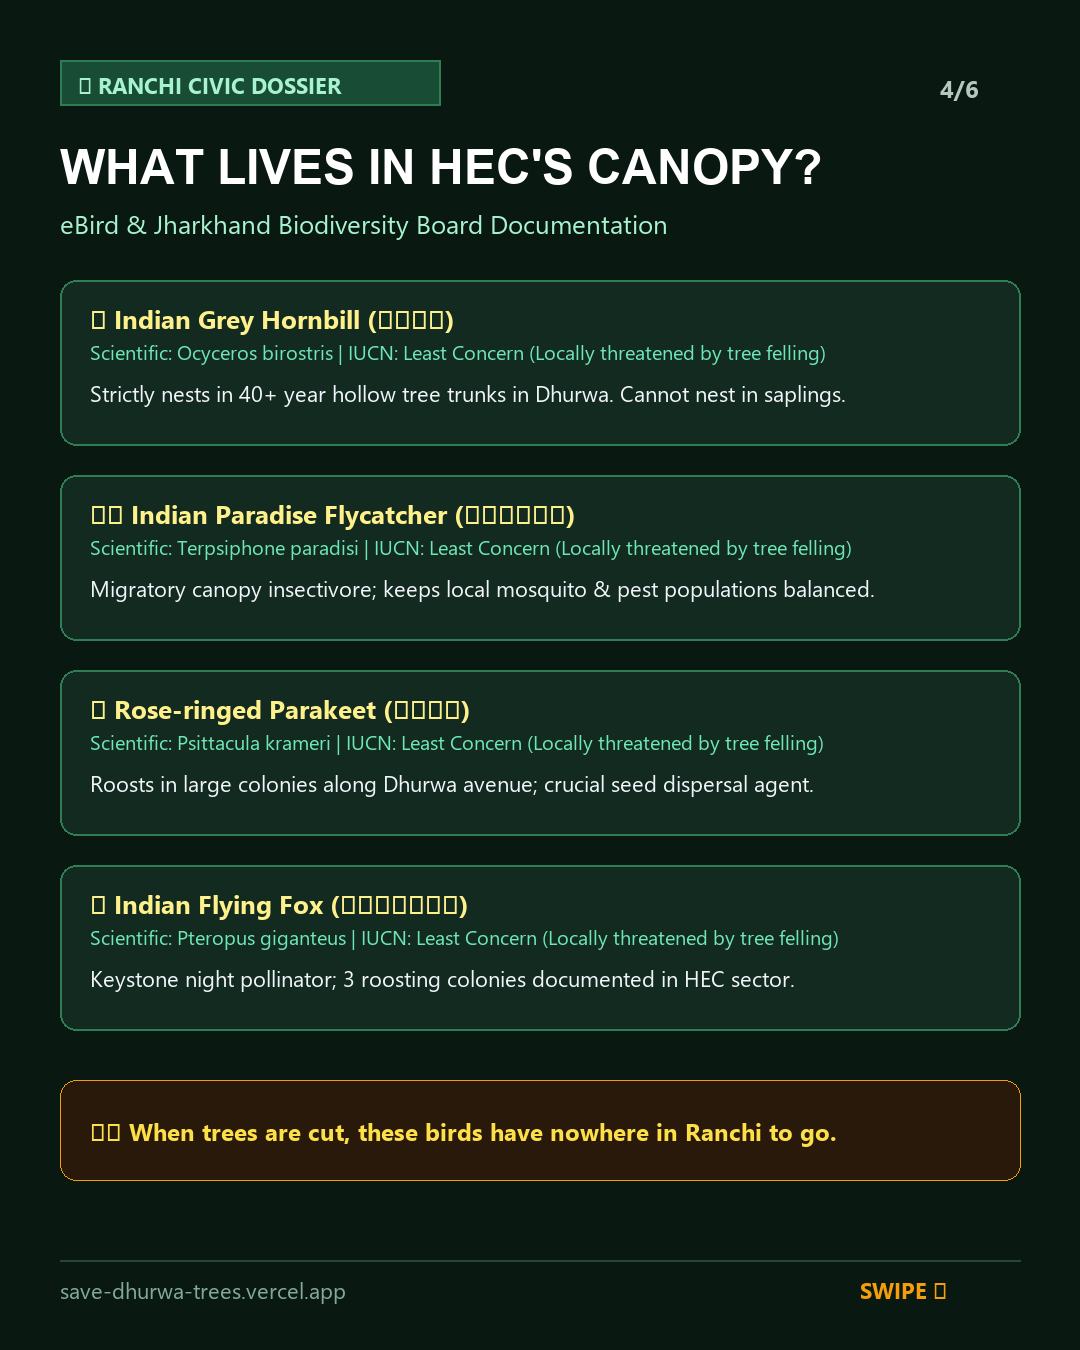 RANCHI CIVIC DOSSIER
4/6
WHAT LIVES IN HEC'S CANOPY?
eBird & Jharkhand Biodiversity Board Documentation
Indian Grey Hornbill ()
Scientific: Ocyceros birostris | IUCN: Least Concern (Locally threatened by tree felling)
Strictly nests in 40+ year hollow tree trunks in Dhurwa. Cannot nest in saplings.
Indian Paradise Flycatcher ()
Scientific: Terpsiphone paradisi | IUCN: Least Concern (Locally threatened by tree felling)
Migratory canopy insectivore; keeps local mosquito & pest populations balanced.
Rose-ringed Parakeet ()
Scientific: Psittacula krameri | IUCN: Least Concern (Locally threatened by tree felling)
Roosts in large colonies along Dhurwa avenue; crucial seed dispersal agent.
Indian Flying Fox ()
Scientific: Pteropus giganteus | IUCN: Least Concern (Locally threatened by tree felling)
Keystone night pollinator; 3 roosting colonies documented in HEC sector.
When trees are cut, these birds have nowhere in Ranchi to go.
save-dhurwa-trees.vercel.app
SWIPE